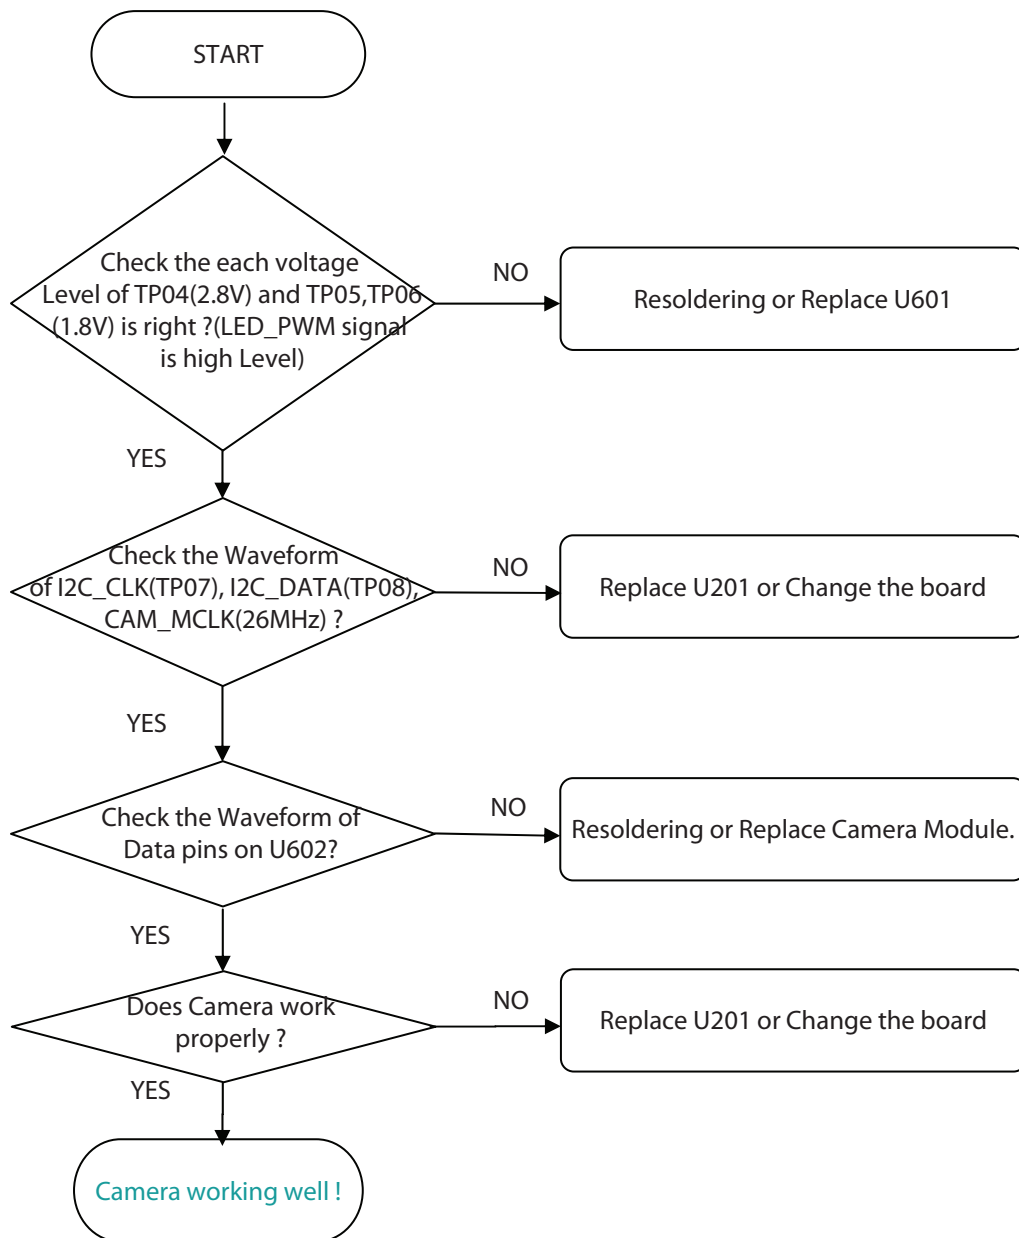 START
Check the each voltage
Level of TP04(2.8V) and TP05,TP06
(1.8V) is right ?(LED_PWM signal
is high Level)
NO
Resoldering or Replace U601
YES
Check the Waveform
of I2C_CLK(TP07), I2C_DATA(TP08),
CAM_MCLK(26MHz) ?
NO
Replace U201 or Change the board
YES
Check the Waveform of
Data pins on U602?
NO
Resoldering or Replace Camera Module.
YES
Does Camera work
properly ?
NO
Replace U201 or Change the board
YES
Camera working well !